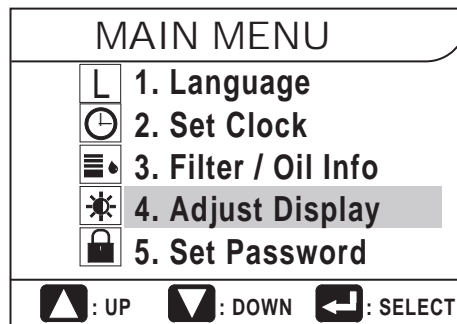 MAIN MENU
L 1. Language
2. Set Clock
3. Filter / Oil Info
4. Adjust Display
5. Set Password
: UP : DOWN : SELECT